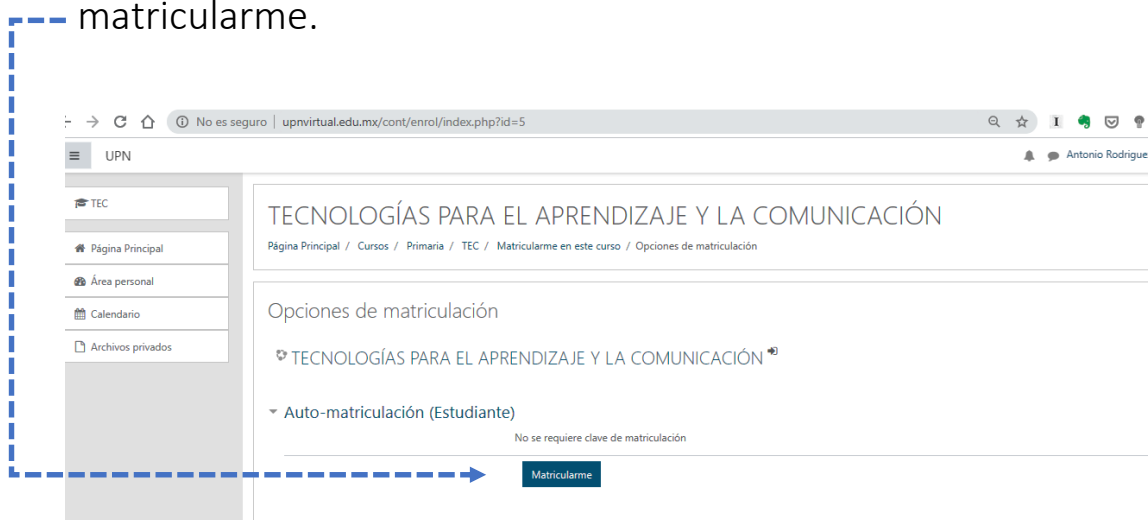 matricularme.
No es seguro | upnvirtual.edu.mx/cont/enrol/index.php?id=5
UPN
Antonio Rodrigue
TEC
Página Principal
Área personal
Calendario
Archivos privados
TECNOLOGÍAS PARA EL APRENDIZAJE Y LA COMUNICACIÓN
Página Principal / Cursos / Primaria / TEC / Matricularme en este curso / Opciones de matriculación
Opciones de matriculación
TECNOLOGÍAS PARA EL APRENDIZAJE Y LA COMUNICACIÓN
Auto-matriculación (Estudiante)
No se requiere clave de matriculación
Matricularme